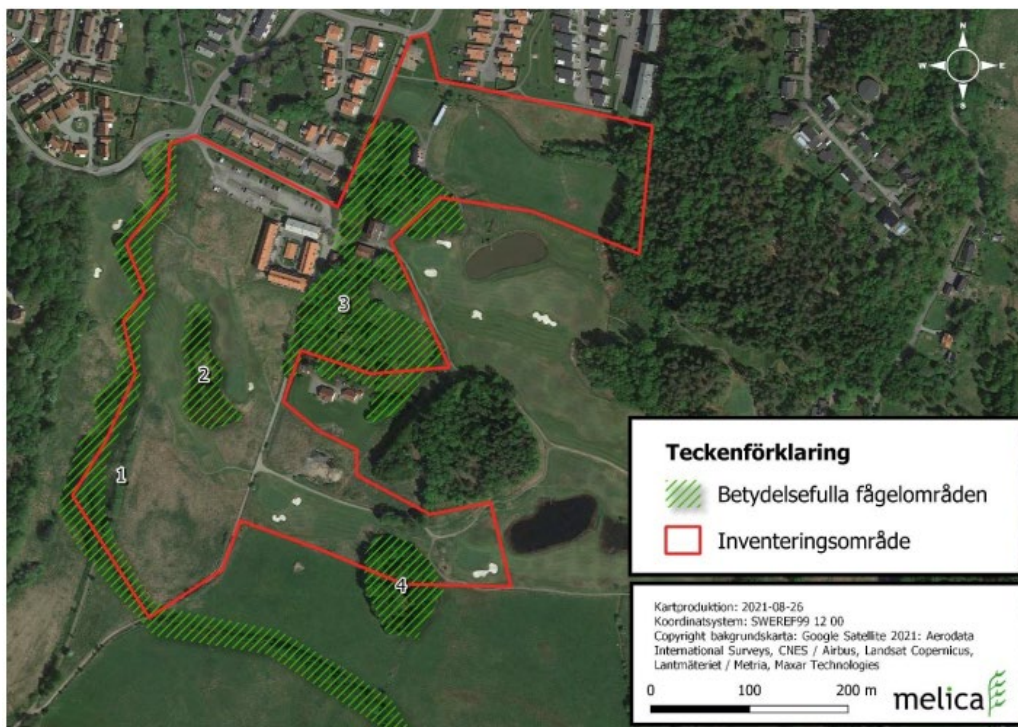 N
W E
S
3
2
1
4
Teckenförklaring
Betydelsefulla fågelområden
Inventeringsområde
Kartproduktion: 2021-08-26
Koordinatsystem: SWEREF99 12 00
Copyright bakgrundskarta: Google Satellite 2021: Aerodata
International Surveys, CNES / Airbus, Landsat Copernicus,
Lantmäteriet / Metria, Maxar Technologies
0 100 200 m
melica